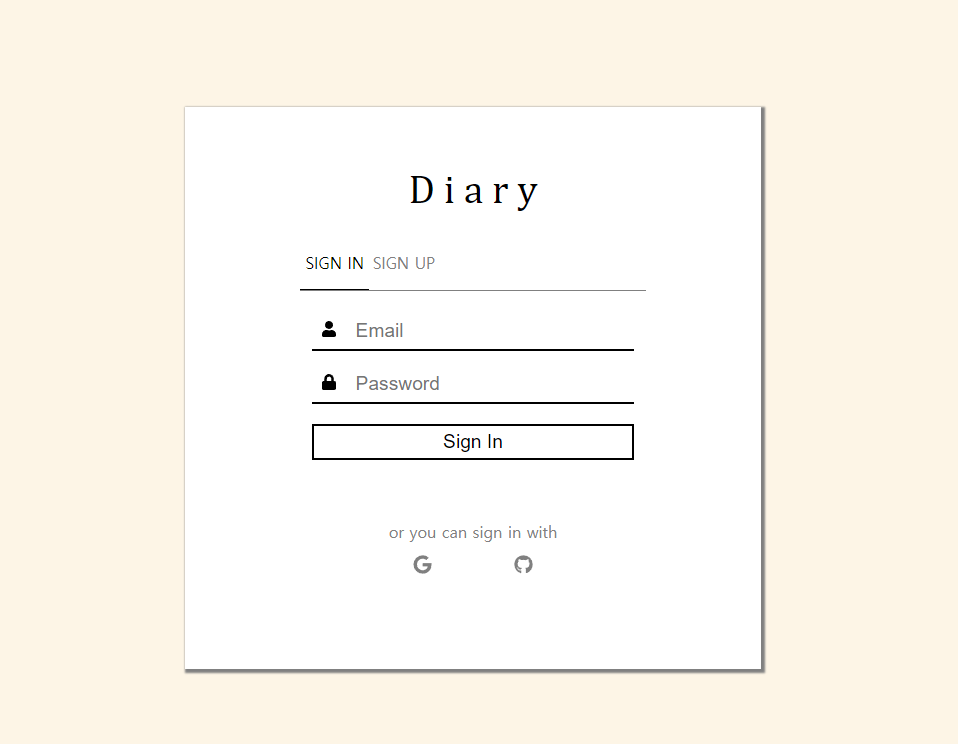 Diary
SIGN IN SIGN UP
Email
Password
Sign In
or you can sign in with